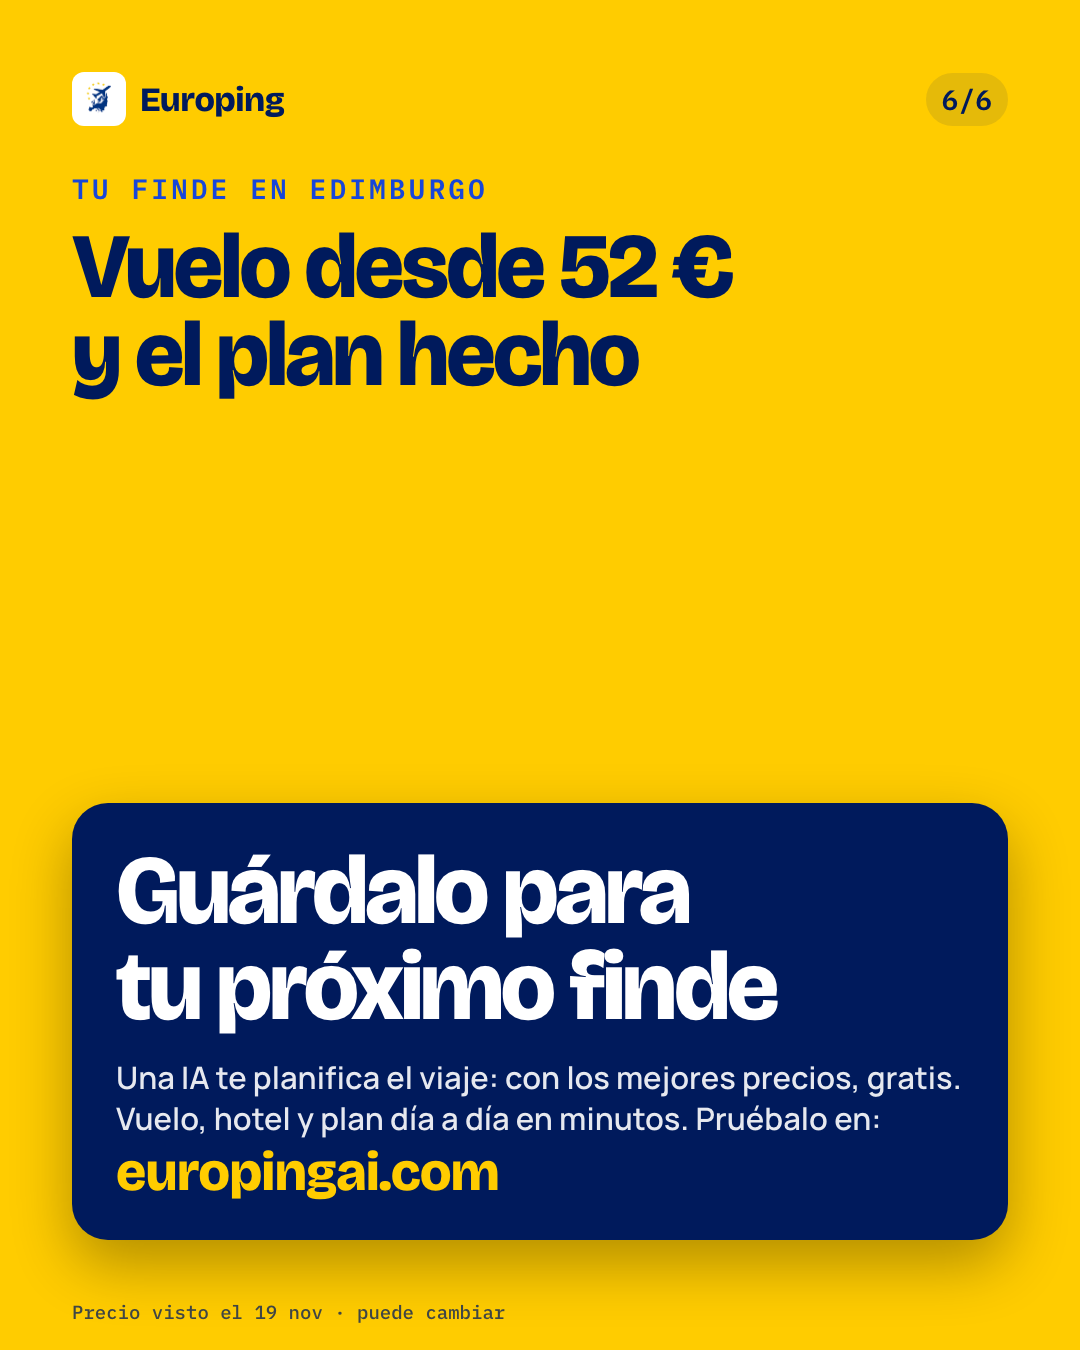 Europing
6/6
TU FINDE EN EDIMBURGO
Vuelo desde 52 €
y el plan hecho
Guárdalo para
tu próximo finde
Una IA te planifica el viaje: con los mejores precios, gratis.
Vuelo, hotel y plan día a día en minutos. Pruébalo en:
europingai.com
Precio visto el 19 nov · puede cambiar